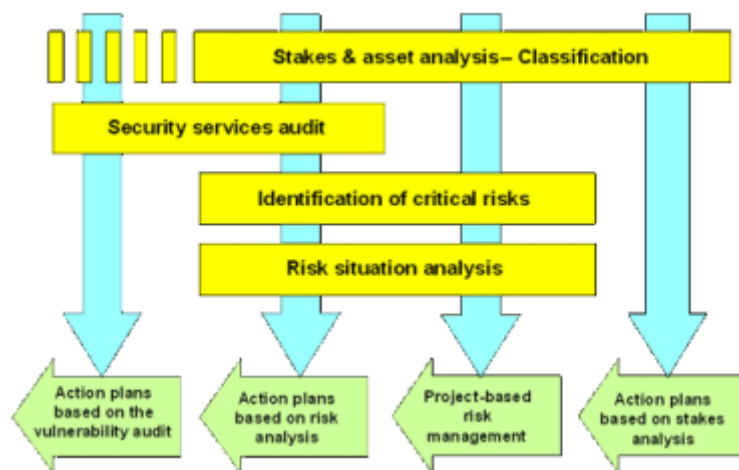 Stakes & asset analysis– Classification
Security services audit
Identification of critical risks
Risk situation analysis
Action plans
based on the
vulnerability audit
Action plans
based on risk
analysis
Project-based
risk
management
Action plans
based on stakes
analysis